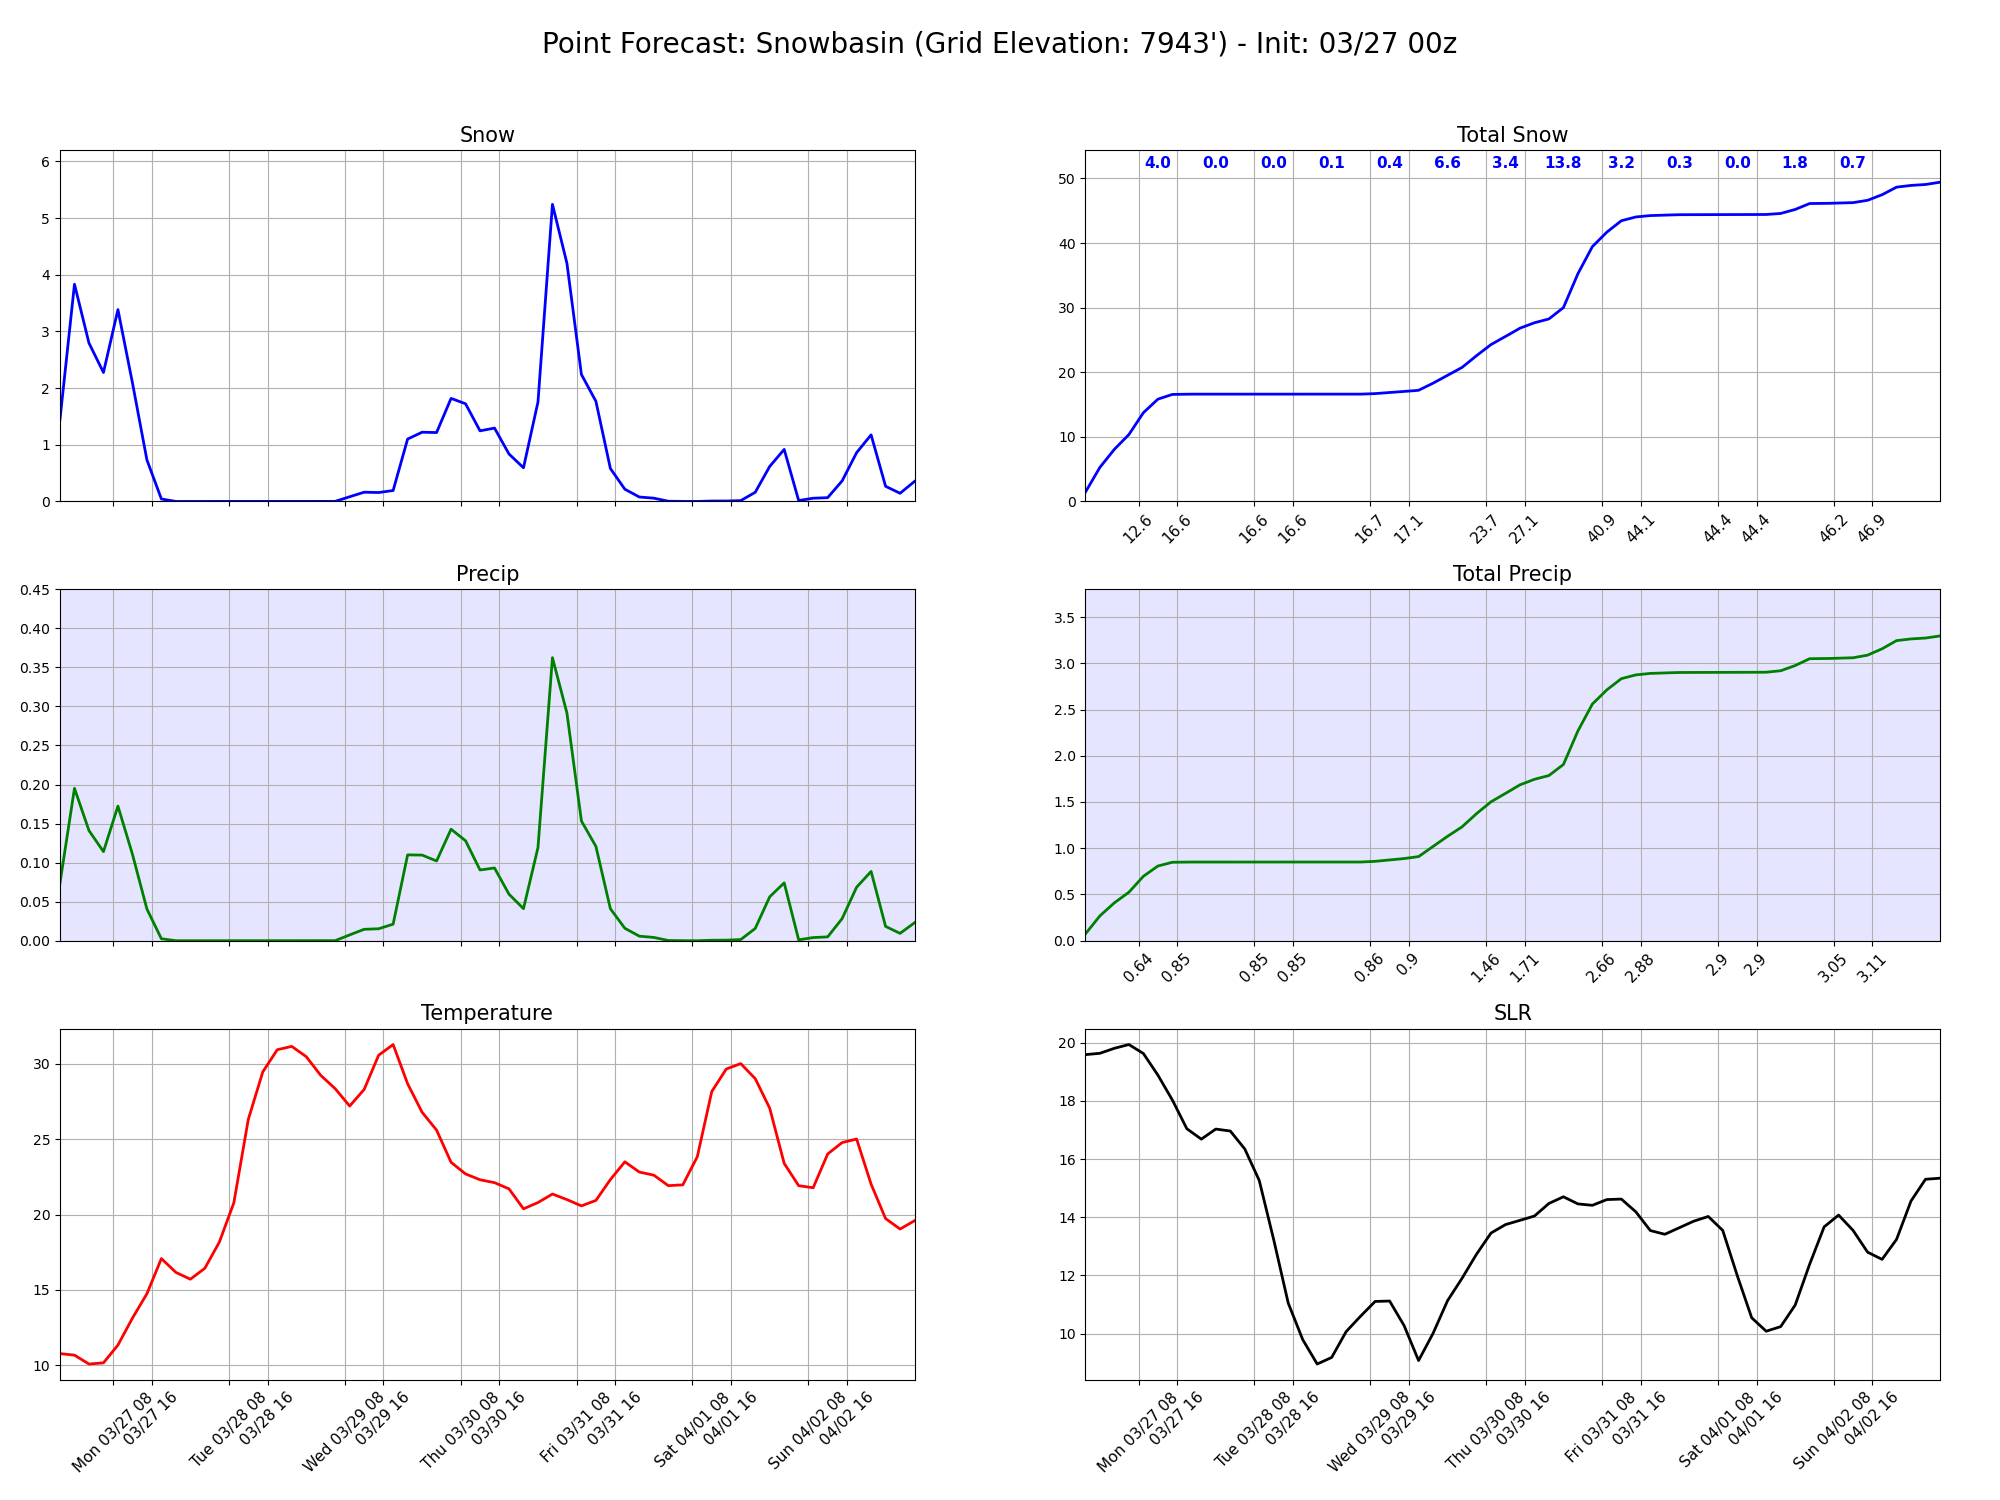 Point Forecast: Snowbasin (Grid Elevation: 7943') - Init: 03/27 00z
Snow
6
5
4
3
2
1
0
Total Snow
4.0 0.0 0.0 0.1 0.4 6.6 3.4 13.8 3.2 0.3 0.0 1.8 0.7
50
40
30
20
10
0
12.6 16.6 16.6 16.6 16.7 17.1 23.7 27.1 40.9 44.1 44.4 44.4 46.2 46.9
Precip
0.45
0.40
0.35
0.30
0.25
0.20
0.15
0.10
0.05
0.00
Total Precip
3.5
3.0
2.5
2.0
1.5
1.0
0.5
0.0
0.64 0.85 0.85 0.85 0.86 0.9 1.46 1.71 2.66 2.88 2.9 2.9 3.05 3.11
Temperature
30
25
20
15
10
Mon 03/27 08
03/27 16
Tue 03/28 08
03/28 16
Wed 03/29 08
03/29 16
Thu 03/30 08
03/30 16
Fri 03/31 08
03/31 16
Sat 04/01 08
04/01 16
Sun 04/02 08
04/02 16
SLR
20
18
16
14
12
10
Mon 03/27 08
03/27 16
Tue 03/28 08
03/28 16
Wed 03/29 08
03/29 16
Thu 03/30 08
03/30 16
Fri 03/31 08
03/31 16
Sat 04/01 08
04/01 16
Sun 04/02 08
04/02 16